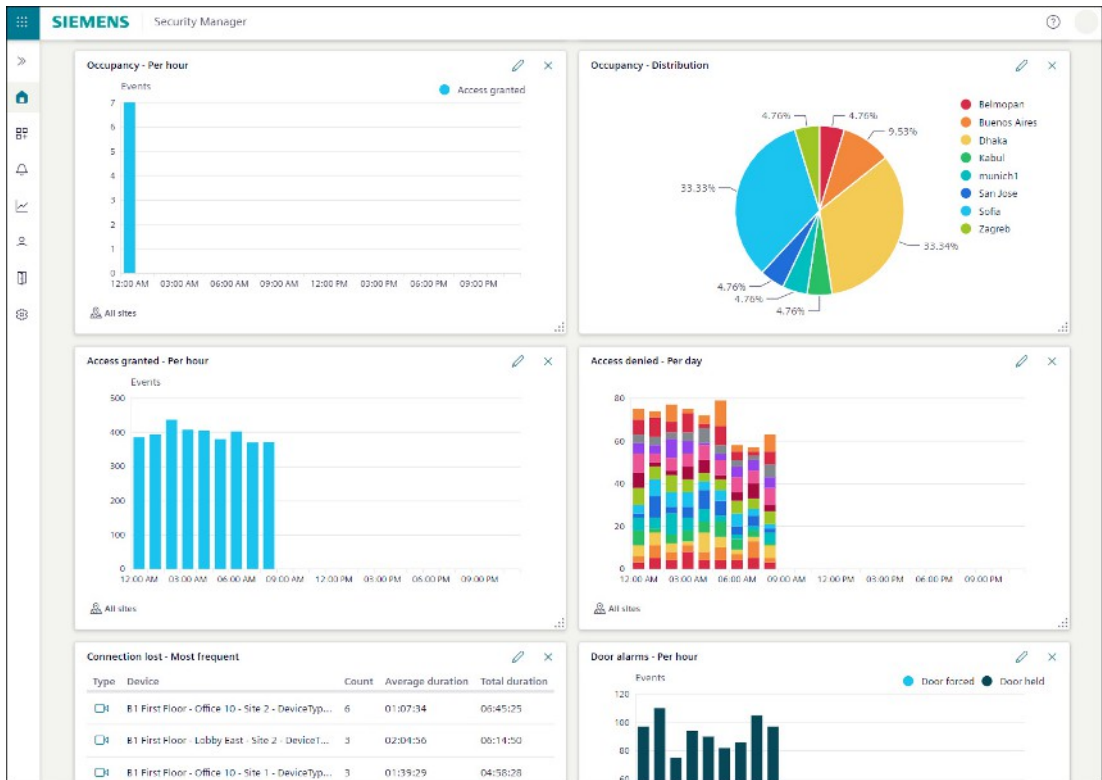 SIEMENS Security Manager
Occupancy - Per hour
Events
Access granted
7
6
5
4
3
2
1
0
12:00 AM 03:00 AM 06:00 AM 09:00 AM 12:00 PM 03:00 PM 06:00 PM 09:00 PM
All sites
Occupancy - Distribution
4.76%
4.76%
9.53%
33.33%
33.34%
4.76%
4.76%
4.76%
Belmopan
Buenos Aires
Dhaka
Kabul
munich1
San Jose
Sofia
Zagreb
Access granted - Per hour
Events
500
400
300
200
100
0
12:00 AM 03:00 AM 06:00 AM 09:00 AM 12:00 PM 03:00 PM 06:00 PM 09:00 PM
All sites
Access denied - Per day
80
60
40
20
0
12:00 AM 03:00 AM 06:00 AM 09:00 AM 12:00 PM 03:00 PM 06:00 PM 09:00 PM
All sites
Connection lost - Most frequent
Type Device Count Average duration Total duration
B1 First Floor - Office 10 - Site 2 - DeviceTyp... 6 01:07:34 06:45:25
B1 First Floor - Lobby East - Site 2 - DeviceT... 3 02:04:56 06:14:50
B1 First Floor - Office 10 - Site 1 - DeviceTyp... 3 01:39:29 04:58:28
Door alarms - Per hour
Events
Door forced Door held
120
100
80
60